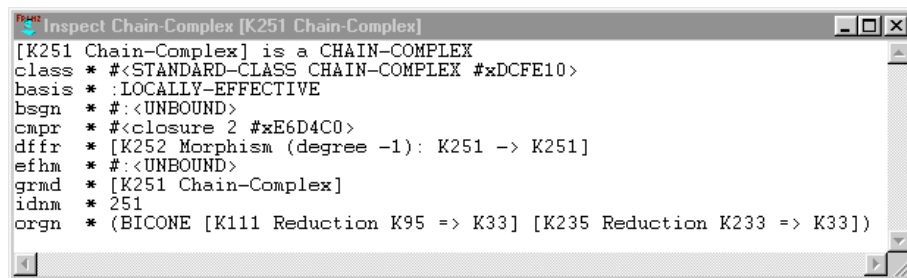 Inspect Chain-Complex [K251 Chain-Complex]
[K251 Chain-Complex] is a CHAIN-COMPLEX
class * #<STANDARD-CLASS CHAIN-COMPLEX #xDCFE10>
basis * :LOCALLY-EFFECTIVE
bsgn * #:<UNBOUND>
cmpr * #<closure 2 #xE6D4C0>
dffr * [K252 Morphism (degree -1): K251 -> K251]
efhm * #:<UNBOUND>
grmd * [K251 Chain-Complex]
idnm * 251
orgn * (BICONE [K111 Reduction K95 => K33] [K235 Reduction K233 => K33])